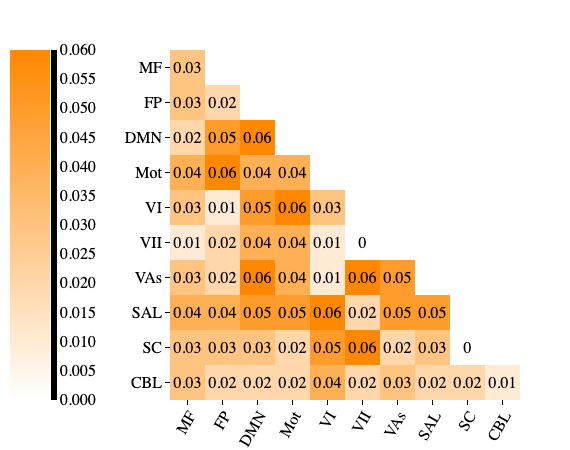 0.060
0.055
0.050
0.045
0.040
0.035
0.030
0.025
0.020
0.015
0.010
0.005
0.000
MF 0.03
FP 0.03 0.02
DMN 0.02 0.05 0.06
Mot 0.04 0.06 0.04 0.04
VI 0.03 0.01 0.05 0.06 0.03
VII 0.01 0.02 0.04 0.04 0.01 0
VAs 0.03 0.02 0.06 0.04 0.01 0.06 0.05
SAL 0.04 0.04 0.05 0.05 0.06 0.02 0.05 0.05
SC 0.03 0.03 0.03 0.02 0.05 0.06 0.02 0.03 0
CBL 0.03 0.02 0.02 0.02 0.04 0.02 0.03 0.02 0.02 0.01
MF FP DMN Mot VI VII VAs SAL SC CBL